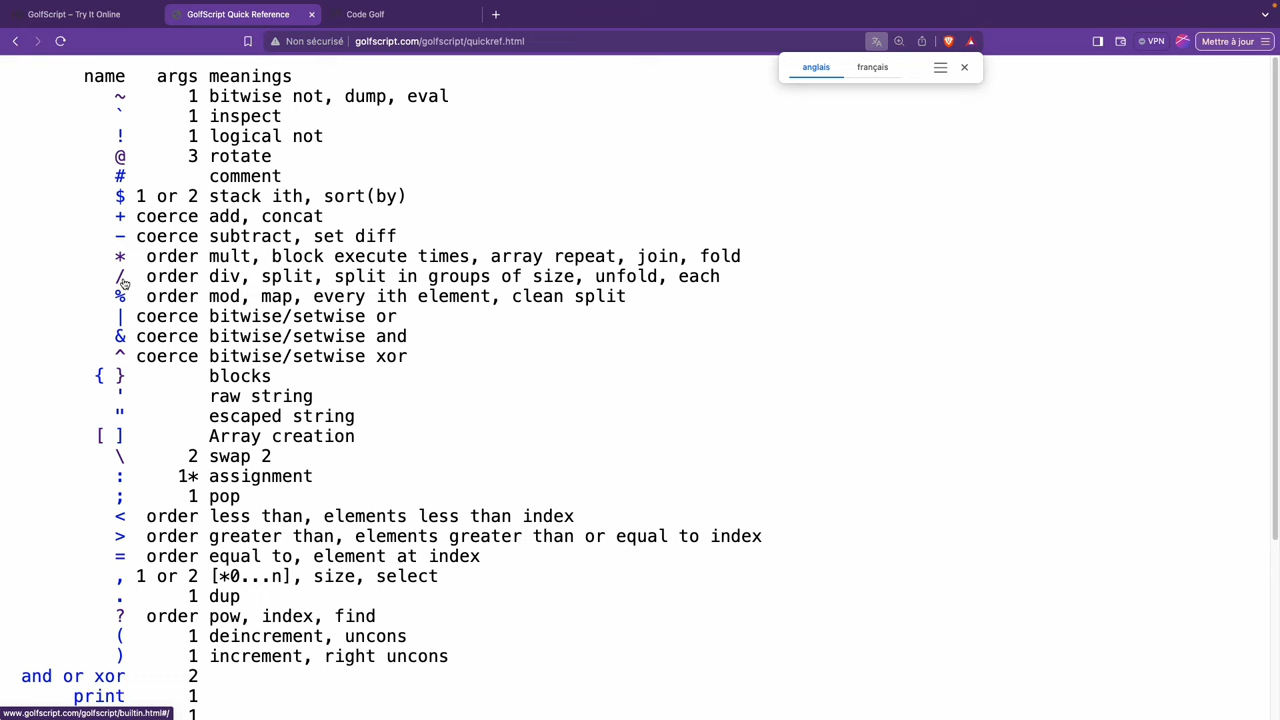 GolfScript – Try It Online
GolfScript Quick Reference
Code Golf
Non sécurisé golfscript.com/golfscript/quickref.html
VPN
Mettre à jour
anglais français
name args meanings
~ 1 bitwise not, dump, eval
` 1 inspect
! 1 logical not
@ 3 rotate
# comment
$ 1 or 2 stack ith, sort(by)
+ coerce add, concat
- coerce subtract, set diff
* order mult, block execute times, array repeat, join, fold
/ order div, split, split in groups of size, unfold, each
% order mod, map, every ith element, clean split
| coerce bitwise/setwise or
& coerce bitwise/setwise and
^ coerce bitwise/setwise xor
{ } blocks
' raw string
" escaped string
[ ] Array creation
\ 2 swap 2
: 1* assignment
; 1 pop
< order less than, elements less than index
> order greater than, elements greater than or equal to index
= order equal to, element at index
, 1 or 2 [*0...n], size, select
. 1 dup
? order pow, index, find
( 1 deincrement, uncons
) 1 increment, right uncons
and or xor 2
print 1
1
www.golfscript.com/golfscript/builtin.html#/